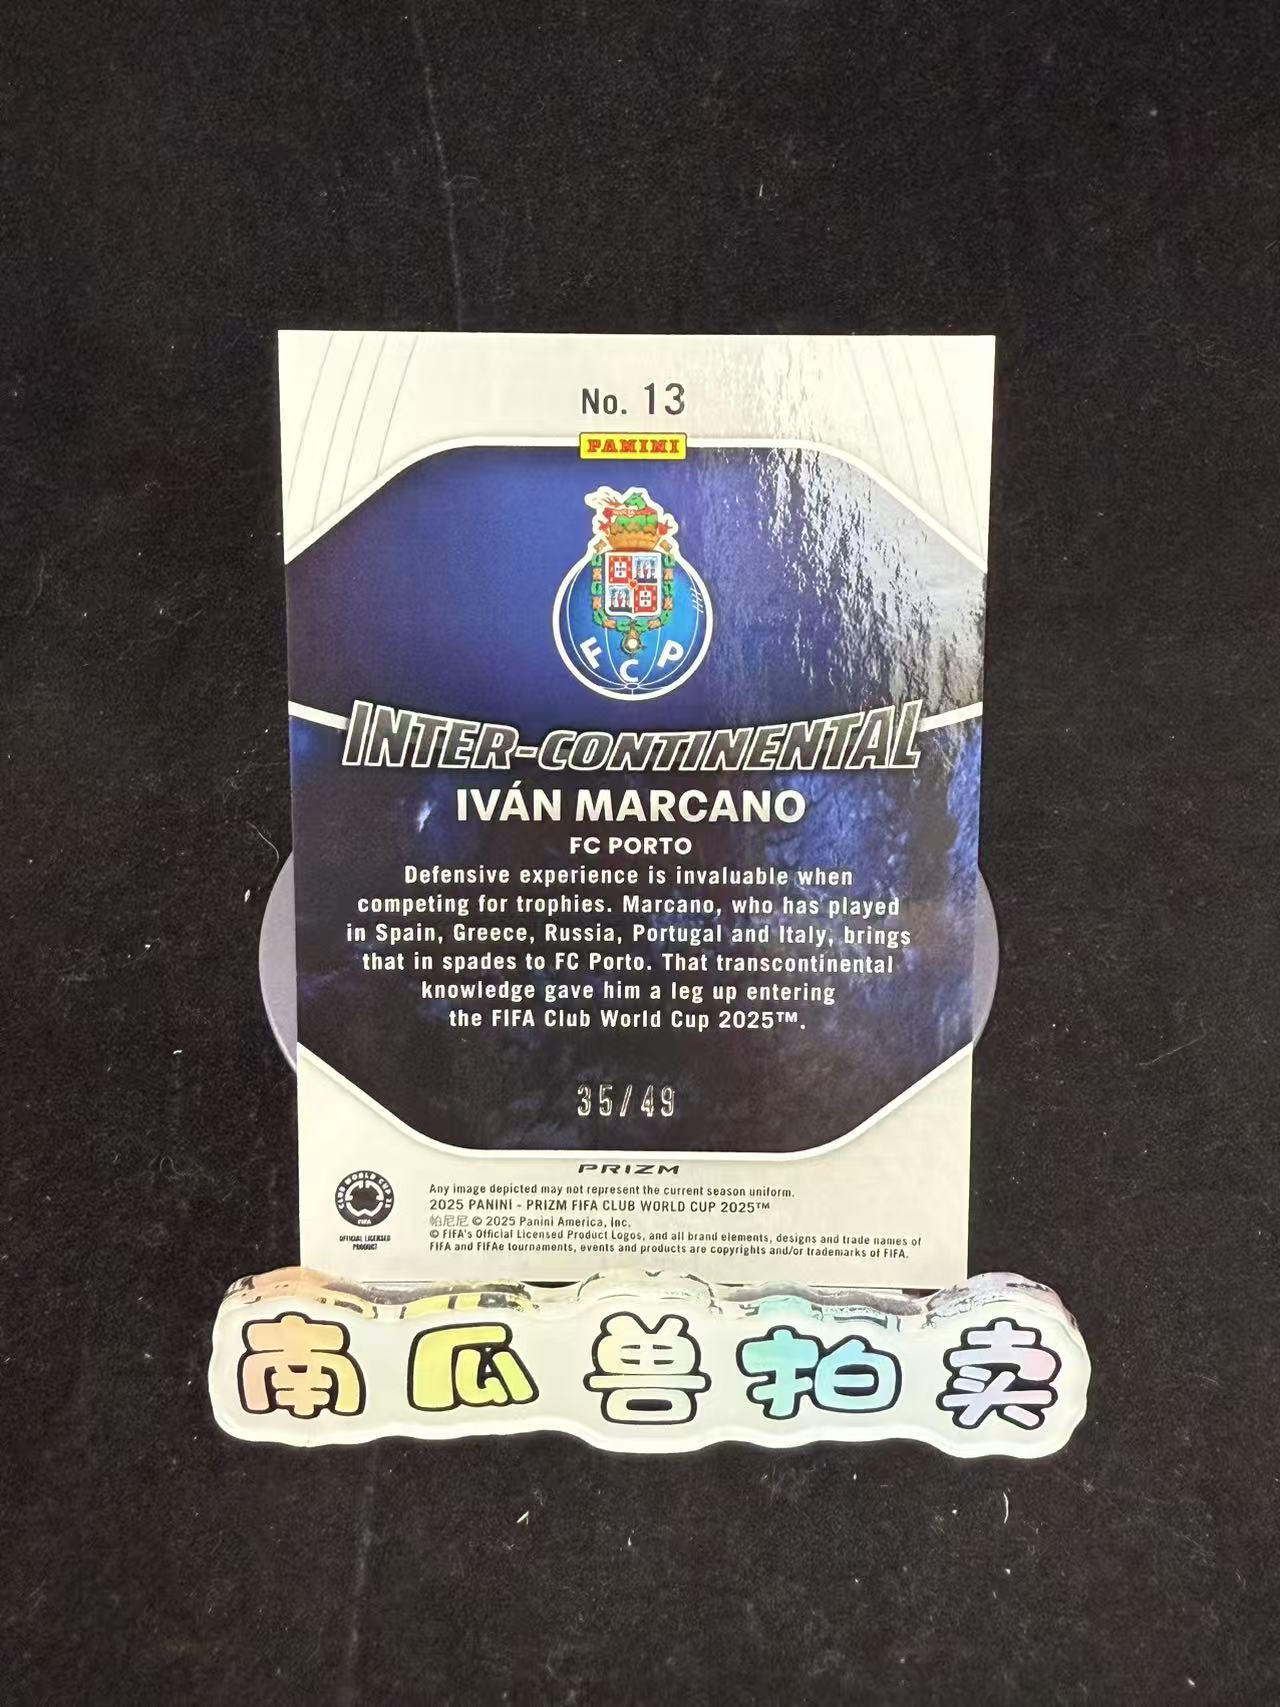 No. 13
PANINI
F C P
INTER-CONTINENTAL
IVÁN MARCANO
FC PORTO
Defensive experience is invaluable when
competing for trophies. Marcano, who has played
in Spain, Greece, Russia, Portugal and Italy, brings
that in spades to FC Porto. That transcontinental
knowledge gave him a leg up entering
the FIFA Club World Cup 2025™.
35/49
PRIZM
CLUB WORLD CUP 25
FIFA
OFFICIAL LICENSED
PRODUCT
Any image depicted may not represent the current season uniform.
2025 PANINI - PRIZM FIFA CLUB WORLD CUP 2025™
帕尼尼 © 2025 Panini America, Inc.
© FIFA's Official Licensed Product Logos, and all brand elements, designs and trade names of
FIFA and FIFAe tournaments, events and products are copyrights and/or trademarks of FIFA.
南瓜兽拍卖